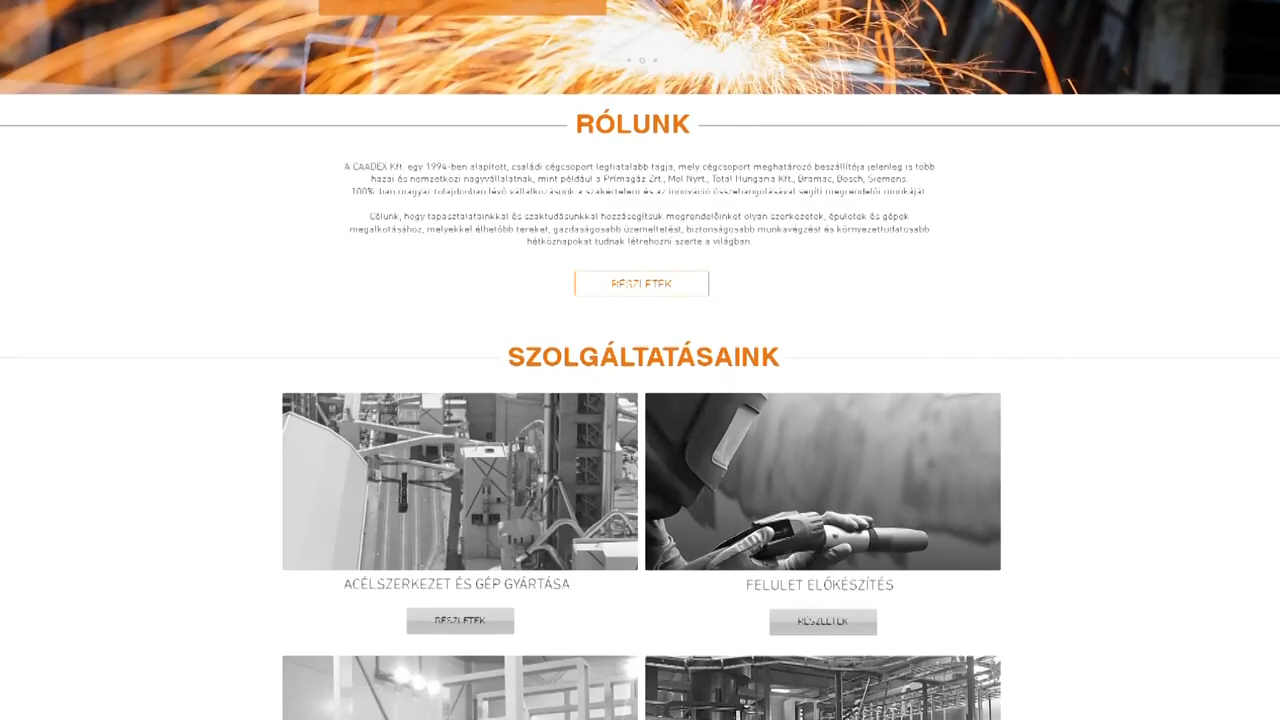 RÓLUNK
A CAADEX Kft. egy 1994-ben alapított, családi cégcsoport legfiatalabb tagja, mely cégcsoport meghatározó beszállítója jelenleg is több
hazai és nemzetközi nagyvállalatnak, mint például a Prímagáz Zrt., Mol Nyrt., Total Hungaria Kft., Bramac, Bosch, Siemens.
100%-ban magyar tulajdonban lévő vállalkozásunk a szakértelem és az innováció összehangolásával segíti megrendelői munkáját.
Célunk, hogy tapasztalatainkkal és szaktudásunkkal hozzásegítsük megrendelőinket olyan szerkezetek, épületek és gépek
megalkotásához, melyekkel élhetőbb tereket, gazdaságosabb üzemeltetést, biztonságosabb munkavégzést és környezettudatosabb
hétköznapokat tudnak létrehozni szerte a világban.
RÉSZLETEK
SZOLGÁLTATÁSAINK
ACÉLSZERKEZET ÉS GÉP GYÁRTÁSA
FELÜLET ELŐKÉSZÍTÉS
RÉSZLETEK
RÉSZLETEK